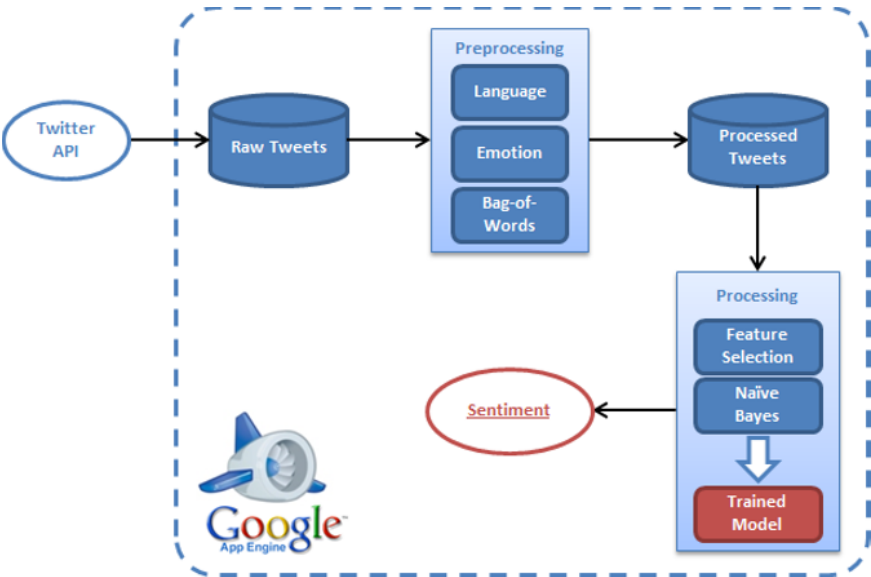 Preprocessing
Language
Twitter
API
Raw Tweets
Emotion
Processed
Tweets
Bag-of-
Words
Processing
Feature
Selection
Naïve
Bayes
Sentiment
Trained
Model
Google™
App Engine